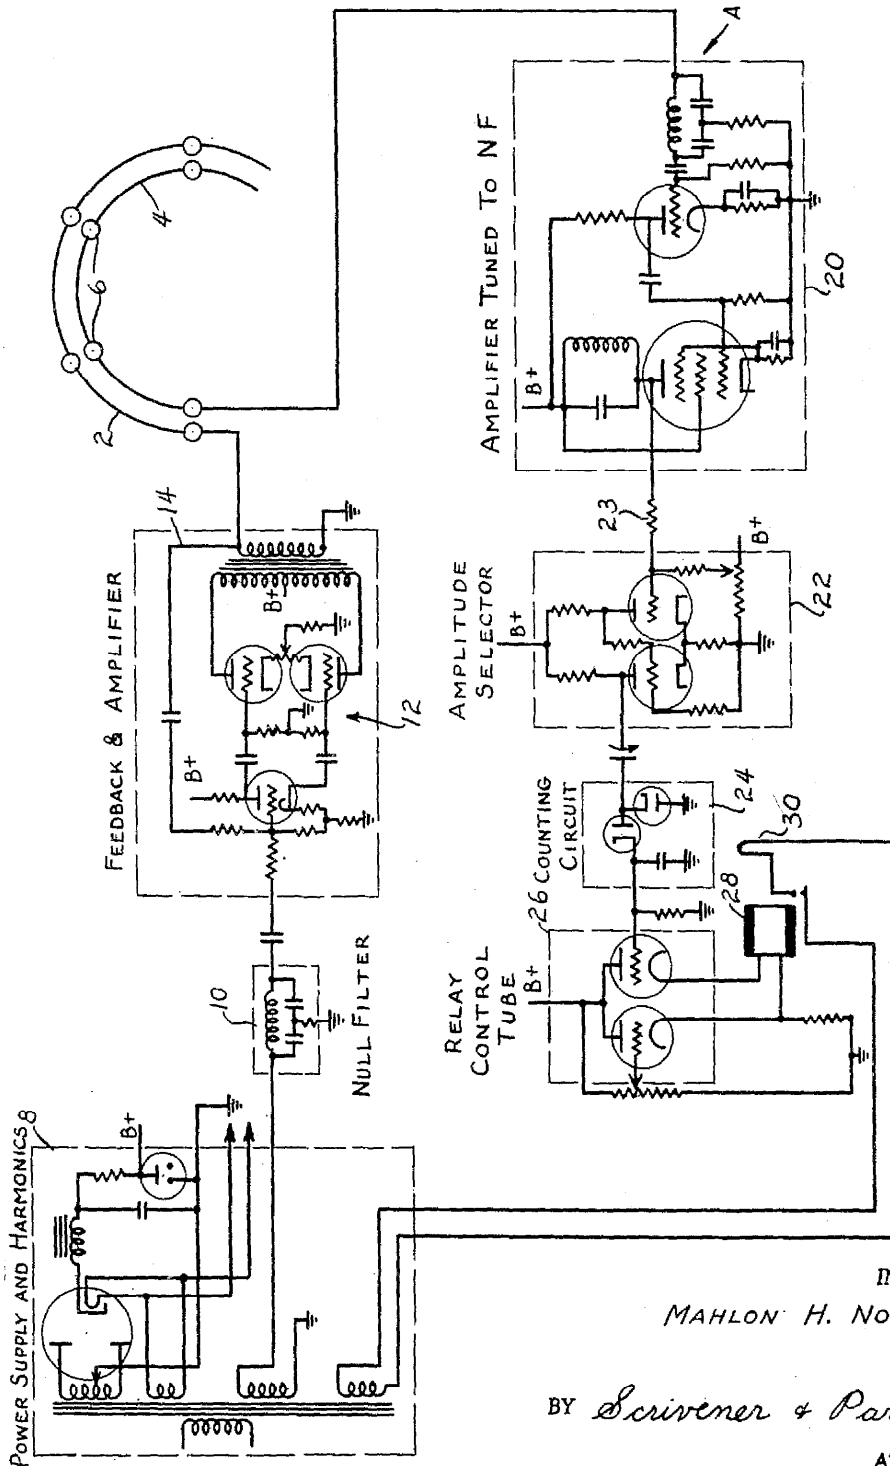 POWER SUPPLY AND HARMONICS
8
B+
10
NULL FILTER
FEEDBACK & AMPLIFIER
B+
B+
12
14
2
4
6
A
AMPLIFIER TUNED TO NF
B+
20
23
AMPLITUDE
SELECTOR
B+
B+
22
COUNTING
CIRCUIT
24
26
RELAY
CONTROL
TUBE
B+
28
30
MAHLON H. NO
BY Scrivener & Par